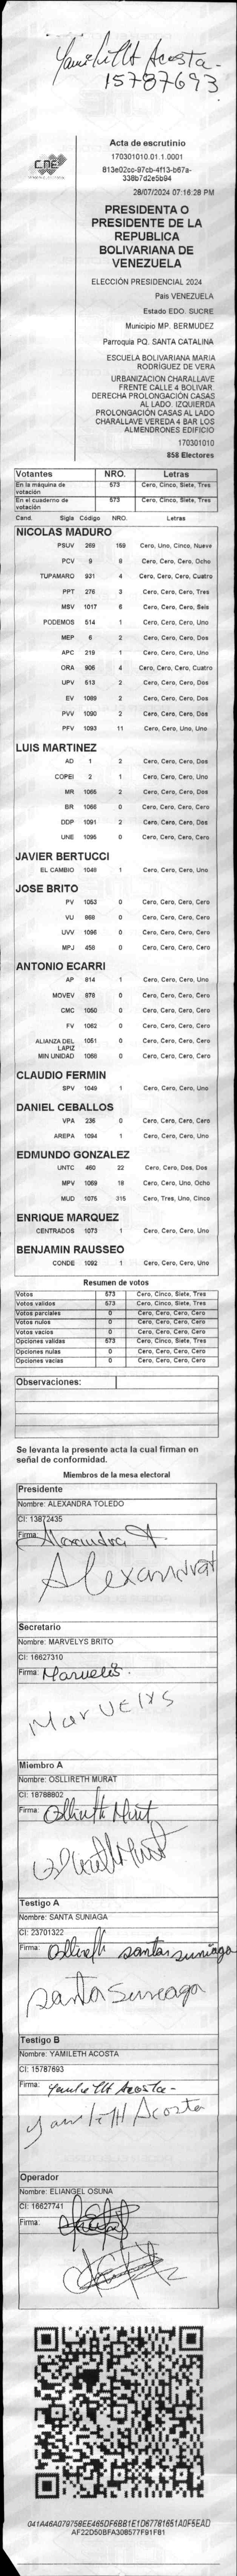 Yamileth Acosta-
15787693
CNE
Acta de escrutinio
170301010.01.1.0001
813e02cc-97cb-4f13-b67a-
338b7d2e5b94
28/07/2024 07:16:28 PM
PRESIDENTA O
PRESIDENTE DE LA
REPUBLICA
BOLIVARIANA DE
VENEZUELA
ELECCIÓN PRESIDENCIAL 2024
País VENEZUELA
Estado EDO. SUCRE
Municipio MP. BERMUDEZ
Parroquia PQ. SANTA CATALINA
ESCUELA BOLIVARIANA MARIA
RODRÍGUEZ DE VERA
URBANIZACION CHARALLAVE
FRENTE CALLE 4 BOLIVAR.
DERECHA PROLONGACIÓN CASAS
AL LADO. IZQUIERDA
PROLONGACIÓN CASAS AL LADO
CHARALLAVE VEREDA 4 BAR LOS
ALMENDRONES EDIFICIO
170301010
858 Electores
Votantes NRO. Letras
En la máquina de votación 573 Cero, Cinco, Siete, Tres
En el cuaderno de votación 573 Cero, Cinco, Siete, Tres
Cand. Sigla Código NRO. Letras
NICOLAS MADURO
PSUV 269 159 Cero, Uno, Cinco, Nueve
PCV 9 8 Cero, Cero, Cero, Ocho
TUPAMARO 931 4 Cero, Cero, Cero, Cuatro
PPT 276 3 Cero, Cero, Cero, Tres
MSV 1017 6 Cero, Cero, Cero, Seis
PODEMOS 514 1 Cero, Cero, Cero, Uno
MEP 6 2 Cero, Cero, Cero, Dos
APC 219 1 Cero, Cero, Cero, Uno
ORA 906 4 Cero, Cero, Cero, Cuatro
UPV 513 2 Cero, Cero, Cero, Dos
EV 1089 2 Cero, Cero, Cero, Dos
PVV 1090 2 Cero, Cero, Cero, Dos
PFV 1093 11 Cero, Cero, Uno, Uno
LUIS MARTINEZ
AD 1 2 Cero, Cero, Cero, Dos
COPEI 2 1 Cero, Cero, Cero, Uno
MR 1065 2 Cero, Cero, Cero, Dos
BR 1066 0 Cero, Cero, Cero, Cero
DDP 1091 2 Cero, Cero, Cero, Dos
UNE 1095 0 Cero, Cero, Cero, Cero
JAVIER BERTUCCI
EL CAMBIO 1048 1 Cero, Cero, Cero, Uno
JOSE BRITO
PV 1053 0 Cero, Cero, Cero, Cero
VU 868 0 Cero, Cero, Cero, Cero
UVV 1096 0 Cero, Cero, Cero, Cero
MPJ 458 0 Cero, Cero, Cero, Cero
ANTONIO ECARRI
AP 814 1 Cero, Cero, Cero, Uno
MOVEV 878 0 Cero, Cero, Cero, Cero
CMC 1050 0 Cero, Cero, Cero, Cero
FV 1062 0 Cero, Cero, Cero, Cero
ALIANZA DEL LAPIZ 1051 0 Cero, Cero, Cero, Cero
MIN UNIDAD 1068 0 Cero, Cero, Cero, Cero
CLAUDIO FERMIN
SPV 1049 1 Cero, Cero, Cero, Uno
DANIEL CEBALLOS
VPA 236 0 Cero, Cero, Cero, Cero
AREPA 1094 1 Cero, Cero, Cero, Uno
EDMUNDO GONZALEZ
UNTC 460 22 Cero, Cero, Dos, Dos
MPV 1069 18 Cero, Cero, Uno, Ocho
MUD 1075 315 Cero, Tres, Uno, Cinco
ENRIQUE MARQUEZ
CENTRADOS 1073 1 Cero, Cero, Cero, Uno
BENJAMIN RAUSSEO
CONDE 1092 1 Cero, Cero, Cero, Uno
Resumen de votos
Votos 573 Cero, Cinco, Siete, Tres
Votos validos 573 Cero, Cinco, Siete, Tres
Votos parciales 0 Cero, Cero, Cero, Cero
Votos nulos 0 Cero, Cero, Cero, Cero
Votos vacíos 0 Cero, Cero, Cero, Cero
Opciones validas 573 Cero, Cinco, Siete, Tres
Opciones nulas 0 Cero, Cero, Cero, Cero
Opciones vacías 0 Cero, Cero, Cero, Cero
Observaciones:
Se levanta la presente acta la cual firman en
señal de conformidad.
Miembros de la mesa electoral
Presidente
Nombre: ALEXANDRA TOLEDO
CI: 13872435
Firma: Alexandra T.
Alexandra T
Secretario
Nombre: MARVELYS BRITO
CI: 16627310
Firma: Marvelis.
Marvelys
Miembro A
Nombre: OSLLIRETH MURAT
CI: 18788802
Firma: Osllireth Murat
Osllireth Murat
Testigo A
Nombre: SANTA SUNIAGA
CI: 23701322
Firma: Osllireth santa suniaga
santa Suneaga
Testigo B
Nombre: YAMILETH ACOSTA
CI: 15787693
Firma: Yamileth Acosta-
Yamileth Acosta
Operador
Nombre: ELIANGEL OSUNA
CI: 16627741
Firma:
041A46A079758EE465DF6BB1E1D67781651A0F5EAD
AF22D50BFA308577F91F81